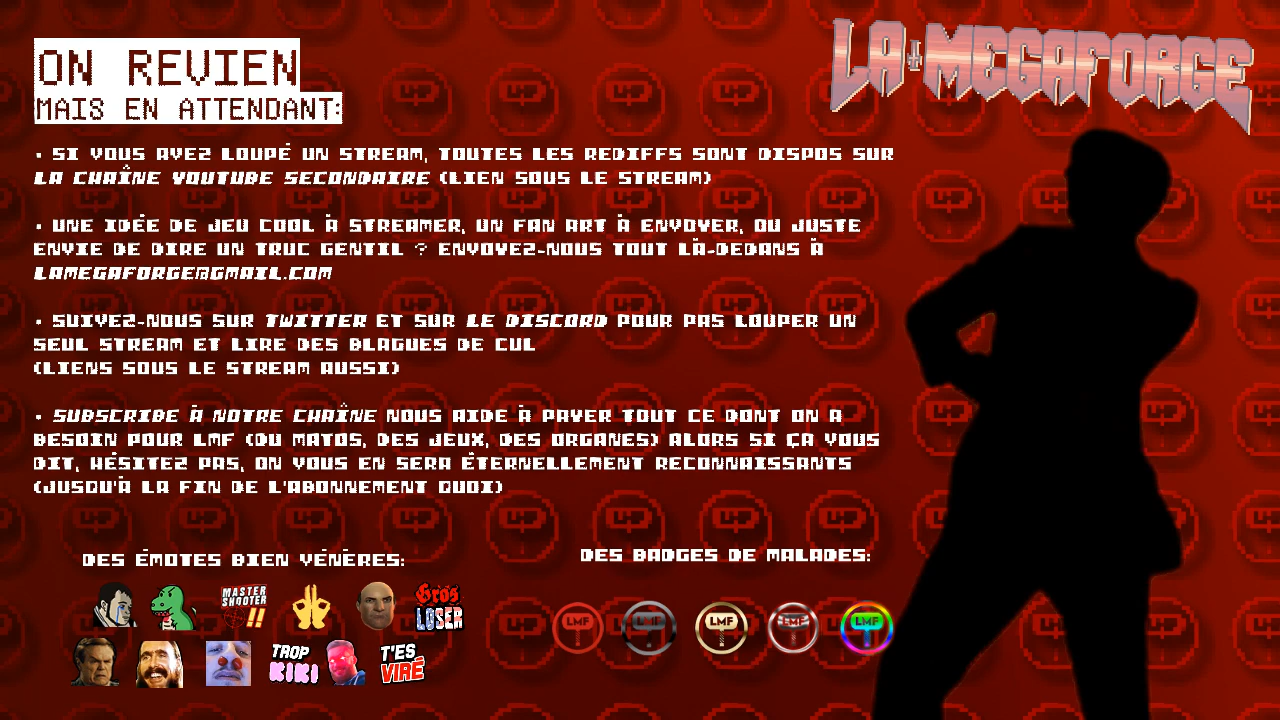 ON REVIEN
MAIS EN ATTENDANT:
LA MEGAFORGE
· SI VOUS AVEZ LOUPÉ UN STREAM, TOUTES LES REDIFFS SONT DISPOS SUR
LA CHAÎNE YOUTUBE SECONDAIRE (LIEN SOUS LE STREAM)
· UNE IDÉE DE JEU COOL À STREAMER, UN FAN ART À ENVOYER, OU JUSTE
ENVIE DE DIRE UN TRUC GENTIL ? ENVOYEZ-NOUS TOUT LÀ-DEDANS À
LAMEGAFORGE@GMAIL.COM
· SUIVEZ-NOUS SUR TWITTER ET SUR LE DISCORD POUR PAS LOUPER UN
SEUL STREAM ET LIRE DES BLAGUES DE CUL
(LIENS SOUS LE STREAM AUSSI)
· SUBSCRIBE À NOTRE CHAÎNE NOUS AIDE À PAYER TOUT CE DONT ON A
BESOIN POUR LMF (DU MATOS, DES JEUX, DES ORGANES) ALORS SI ÇA VOUS
DIT, HÉSITEZ PAS, ON VOUS EN SERA ÉTERNELLEMENT RECONNAISSANTS
(JUSQU'À LA FIN DE L'ABONNEMENT QUOI)
DES ÉMOTES BIEN VÉNÈRES:
DES BADGES DE MALADES:
MASTER
SHOOTER
!!
GROS
LOSER
TROP
KIKI
T'ES
VIRÉ
LMF
LMF
LMF
LMF
LMF